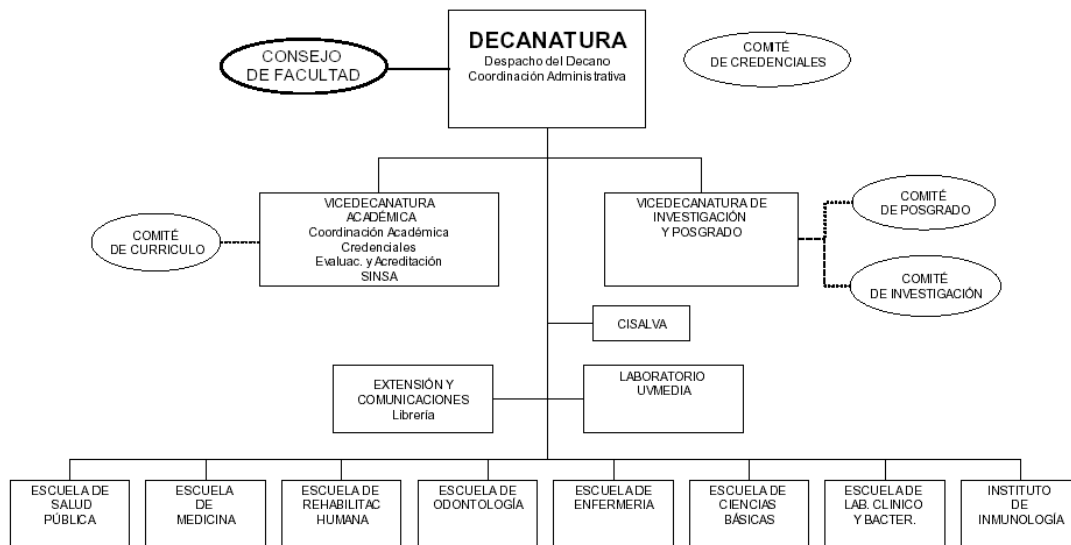 DECANATURA
Despacho del Decano
Coordinación Administrativa
CONSEJO
DE FACULTAD
COMITÉ
DE CREDENCIALES
VICEDECANATURA
ACADÉMICA
Coordinación Académica
Credenciales
Evaluac. y Acreditación
SINSA
VICEDECANATURA DE
INVESTIGACIÓN
Y POSGRADO
COMITÉ
DE CURRICULO
COMITÉ
DE POSGRADO
COMITÉ
DE INVESTIGACIÓN
CISALVA
EXTENSIÓN Y
COMUNICACIONES
Librería
LABORATORIO
UVMEDIA
ESCUELA DE
SALUD
PÚBLICA
ESCUELA
DE
MEDICINA
ESCUELA DE
REHABILITAC
HUMANA
ESCUELA DE
ODONTOLOGÍA
ESCUELA DE
ENFERMERIA
ESCUELA DE
CIENCIAS
BÁSICAS
ESCUELA DE
LAB. CLINICO
Y BACTER.
INSTITUTO
DE
INMUNOLOGÍA